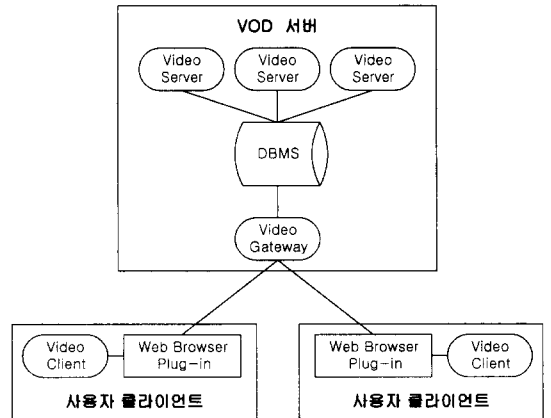 VOD 서버
Video
Server
Video
Server
Video
Server
DBMS
Video
Gateway
Video
Client
Web Browser
Plug-in
사용자 클라이언트
Web Browser
Plug-in
Video
Client
사용자 클라이언트